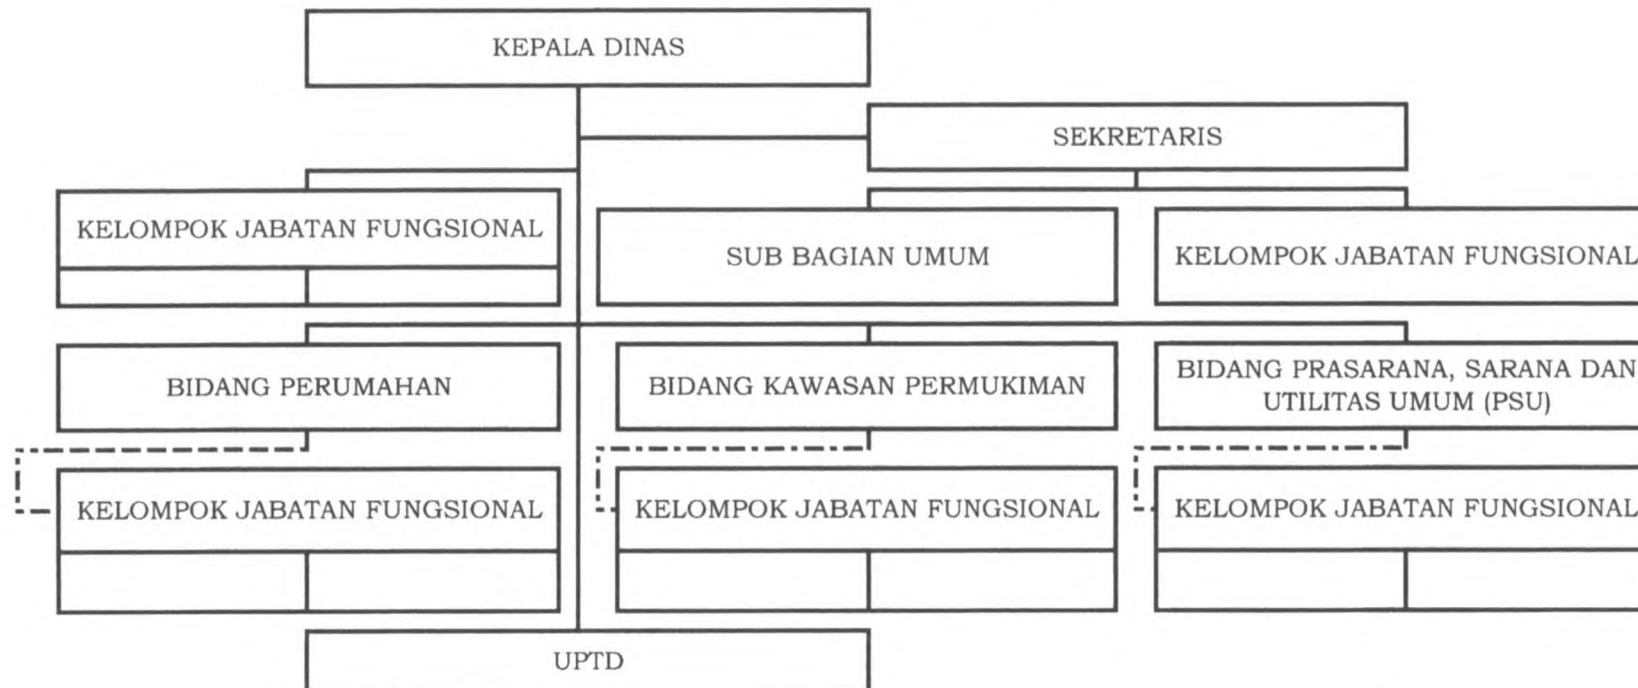 KEPALA DINAS
SEKRETARIS
KELOMPOK JABATAN FUNGSIONAL
SUB BAGIAN UMUM
KELOMPOK JABATAN FUNGSIONAL
BIDANG PERUMAHAN
BIDANG KAWASAN PERMUKIMAN
BIDANG PRASARANA, SARANA DAN
UTILITAS UMUM (PSU)
KELOMPOK JABATAN FUNGSIONAL
KELOMPOK JABATAN FUNGSIONAL
KELOMPOK JABATAN FUNGSIONAL
UPTD